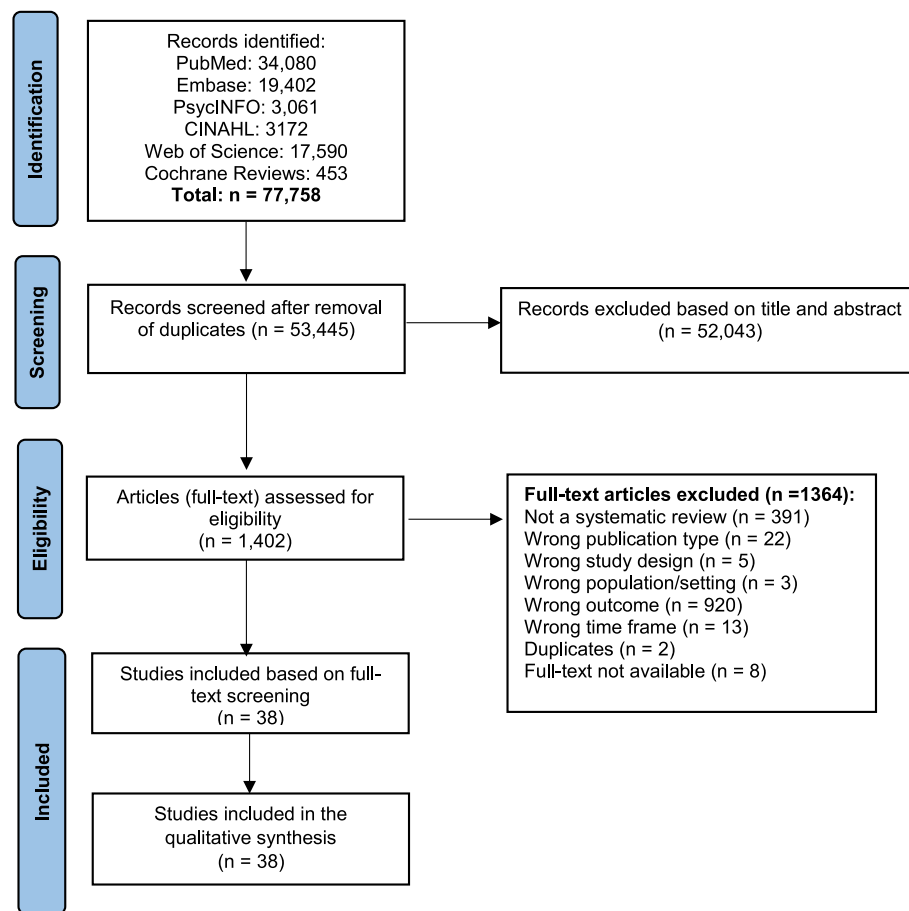 Identification
Records identified:
PubMed: 34,080
Embase: 19,402
PsycINFO: 3,061
CINAHL: 3172
Web of Science: 17,590
Cochrane Reviews: 453
Total: n = 77,758
Screening
Records screened after removal
of duplicates (n = 53,445)
Records excluded based on title and abstract
(n = 52,043)
Eligibility
Articles (full-text) assessed for
eligibility
(n = 1,402)
Full-text articles excluded (n =1364):
Not a systematic review (n = 391)
Wrong publication type (n = 22)
Wrong study design (n = 5)
Wrong population/setting (n = 3)
Wrong outcome (n = 920)
Wrong time frame (n = 13)
Duplicates (n = 2)
Full-text not available (n = 8)
Included
Studies included based on full-
text screening
(n = 38)
Studies included in the
qualitative synthesis
(n = 38)